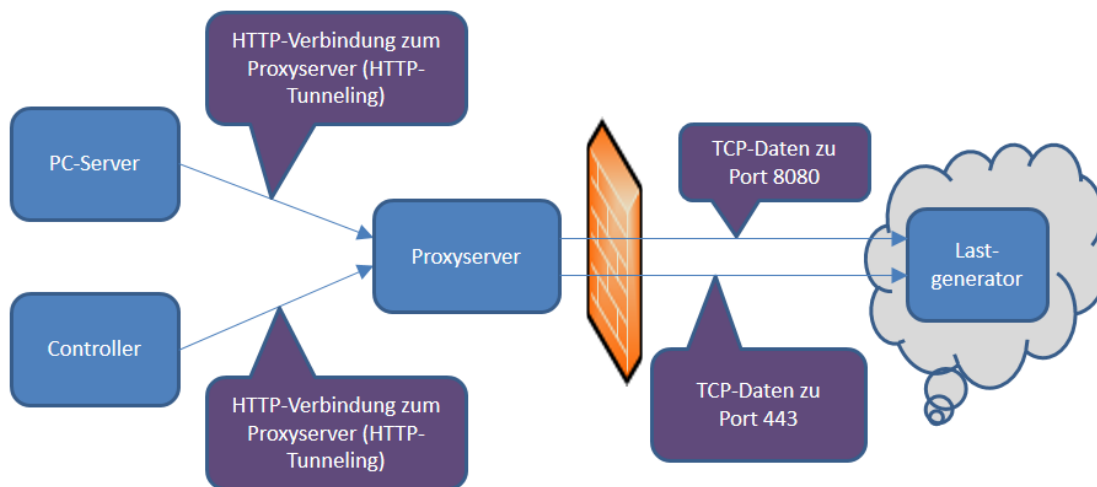 HTTP-Verbindung zum
Proxyserver (HTTP-
Tunneling)
PC-Server
TCP-Daten zu
Port 8080
Proxyserver
Last-
generator
Controller
HTTP-Verbindung zum
Proxyserver (HTTP-
Tunneling)
TCP-Daten zu
Port 443